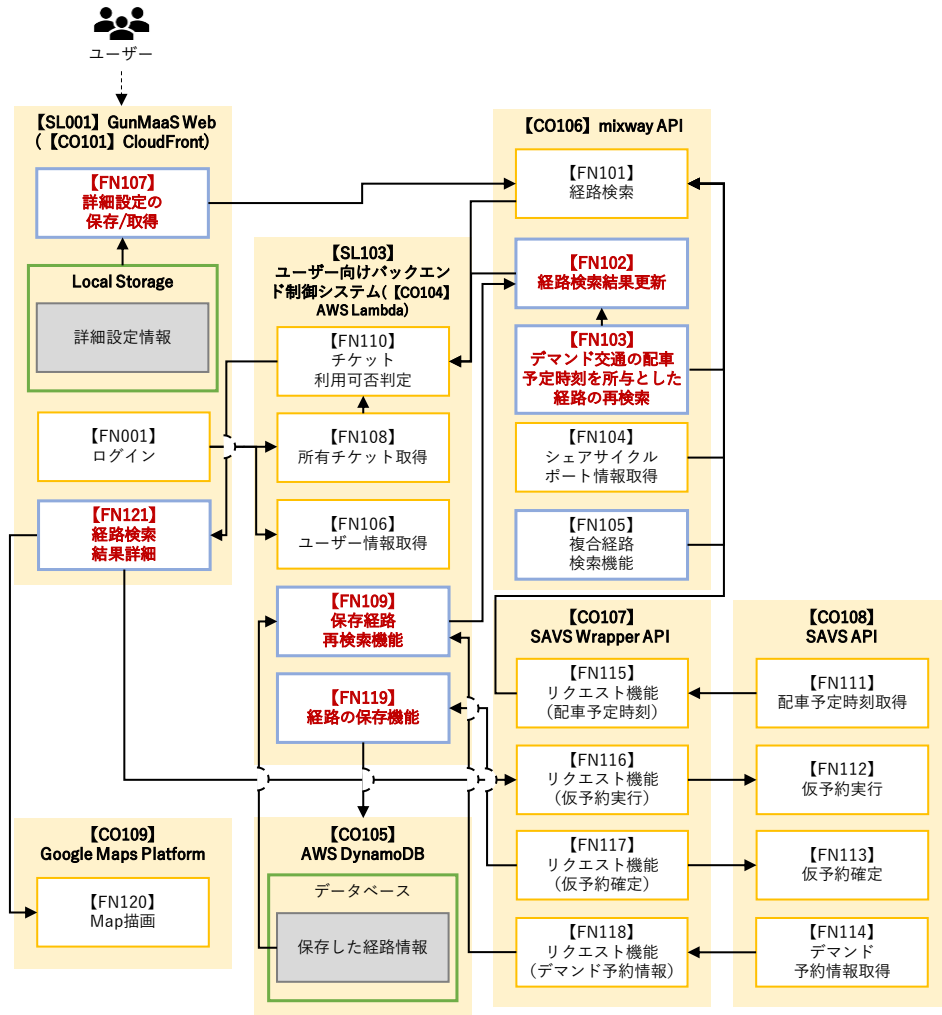 ユーザー
【SL001】GunMaaS Web
(【CO101】CloudFront)
【FN107】
詳細設定の
保存/取得
Local Storage
詳細設定情報
【FN001】
ログイン
【FN121】
経路検索
結果詳細
【SL103】
ユーザー向けバックエン
ド制御システム(【CO104】
AWS Lambda)
【FN110】
チケット
利用可否判定
【FN108】
所有チケット取得
【FN106】
ユーザー情報取得
【FN109】
保存経路
再検索機能
【FN119】
経路の保存機能
【CO106】mixway API
【FN101】
経路検索
【FN102】
経路検索結果更新
【FN103】
デマンド交通の配車
予定時刻を所与とした
経路の再検索
【FN104】
シェアサイクル
ポート情報取得
【FN105】
複合経路
検索機能
【CO107】
SAVS Wrapper API
【FN115】
リクエスト機能
(配車予定時刻)
【FN116】
リクエスト機能
(仮予約実行)
【FN117】
リクエスト機能
(仮予約確定)
【FN118】
リクエスト機能
(デマンド予約情報)
【CO108】
SAVS API
【FN111】
配車予定時刻取得
【FN112】
仮予約実行
【FN113】
仮予約確定
【FN114】
デマンド
予約情報取得
【CO109】
Google Maps Platform
【FN120】
Map描画
【CO105】
AWS DynamoDB
データベース
保存した経路情報